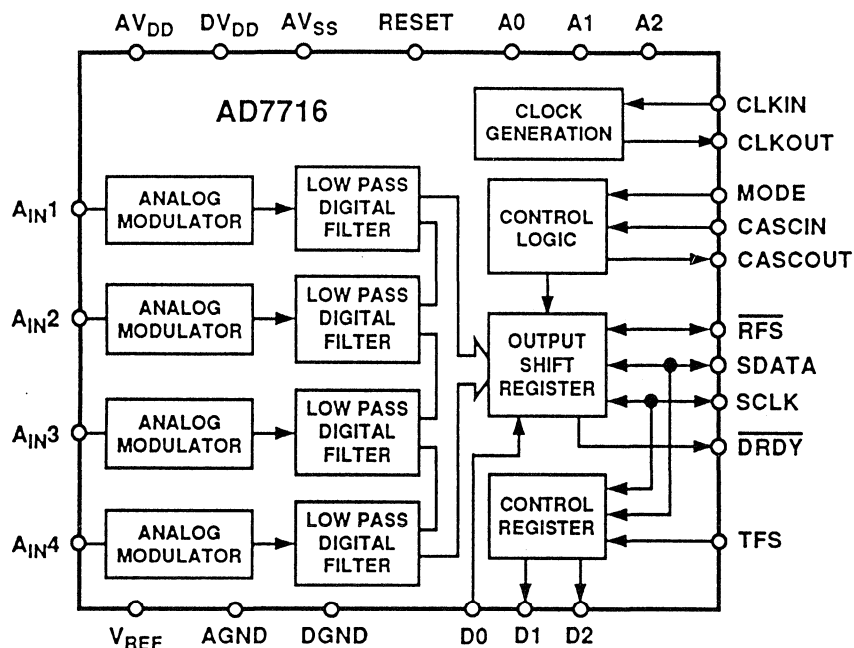 AVDD DVDD AVSS RESET A0 A1 A2
AD7716
CLOCK
GENERATION
CLKIN
CLKOUT
AIN1
ANALOG
MODULATOR
LOW PASS
DIGITAL
FILTER
CONTROL
LOGIC
MODE
CASCIN
CASCOUT
AIN2
ANALOG
MODULATOR
LOW PASS
DIGITAL
FILTER
OUTPUT
SHIFT
REGISTER
RFS
SDATA
SCLK
DRDY
AIN3
ANALOG
MODULATOR
LOW PASS
DIGITAL
FILTER
AIN4
ANALOG
MODULATOR
LOW PASS
DIGITAL
FILTER
CONTROL
REGISTER
TFS
VREF AGND DGND D0 D1 D2